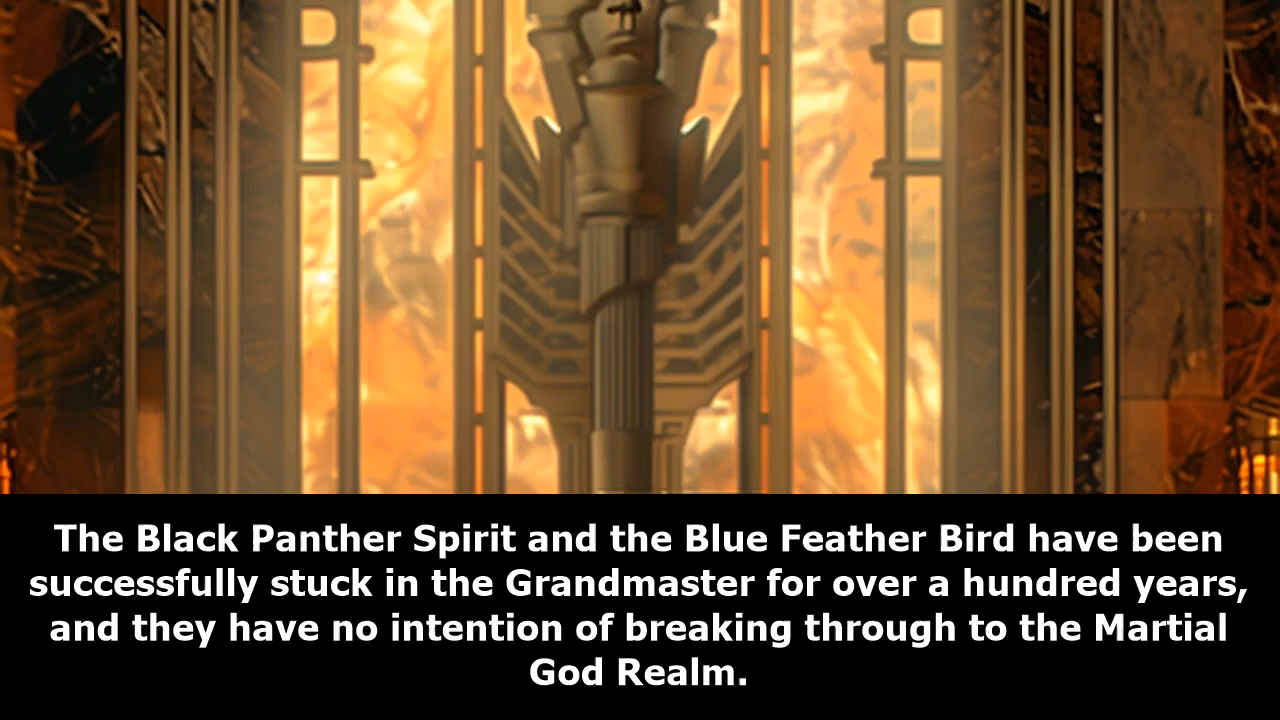 The Black Panther Spirit and the Blue Feather Bird have been
successfully stuck in the Grandmaster for over a hundred years,
and they have no intention of breaking through to the Martial
God Realm.